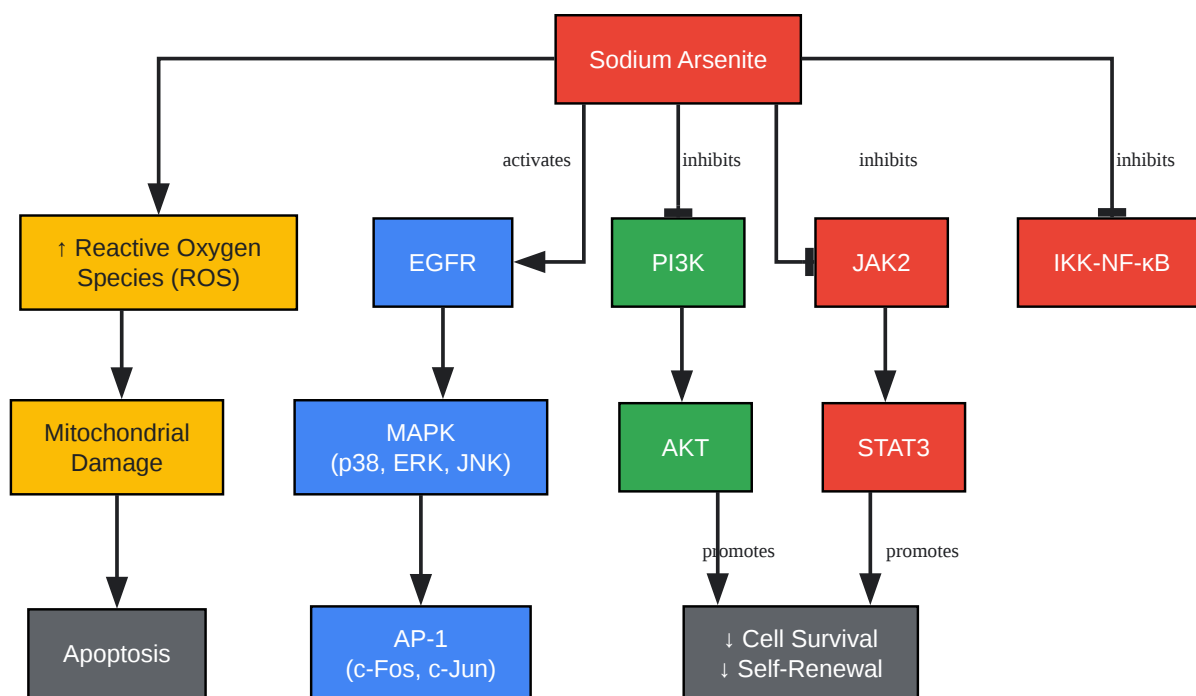 Sodium Arsenite
activates
inhibits
inhibits
inhibits
↑ Reactive Oxygen
Species (ROS)
EGFR
PI3K
JAK2
IKK-NF-κB
Mitochondrial
Damage
MAPK
(p38, ERK, JNK)
AKT
STAT3
promotes
promotes
Apoptosis
AP-1
(c-Fos, c-Jun)
↓ Cell Survival
↓ Self-Renewal